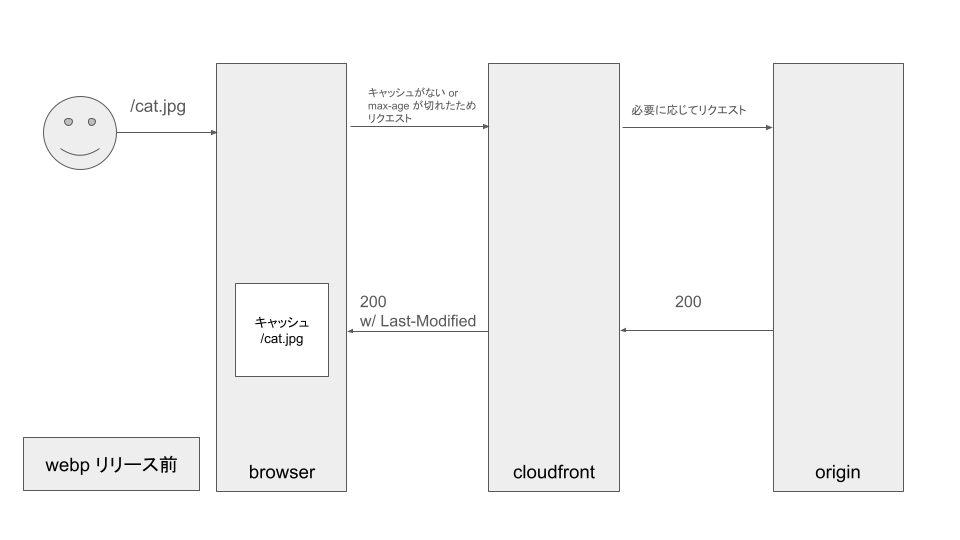 /cat.jpg
キャッシュがない or
max-age が切れたため
リクエスト
必要に応じてリクエスト
200
w/ Last-Modified
200
キャッシュ
/cat.jpg
webp リリース前
browser
cloudfront
origin